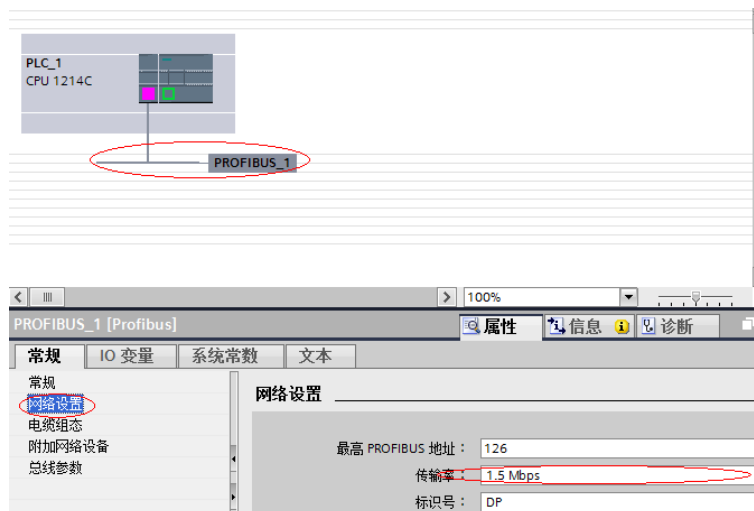 PLC_1
CPU 1214C
PROFIBUS_1
100%
PROFIBUS_1 [Profibus]
属性 信息 诊断
常规 IO 变量 系统常数 文本
常规
网络设置
电缆组态
附加网络设备
总线参数
网络设置
最高 PROFIBUS 地址： 126
传输率： 1.5 Mbps
标识号： DP